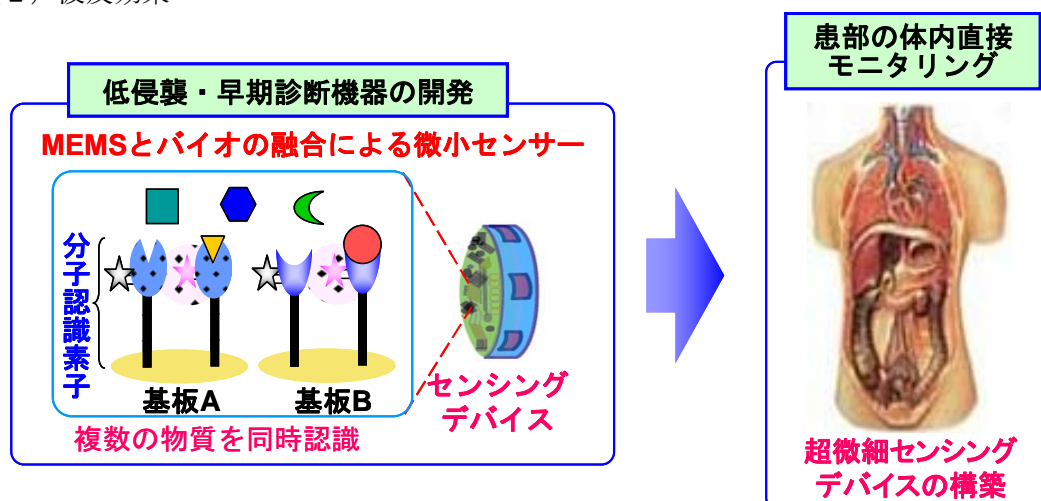 低侵襲・早期診断機器の開発
MEMSとバイオの融合による微小センサー
分子認識素子
基板A
基板B
複数の物質を同時認識
センシング
デバイス
患部の体内直接
モニタリング
超微細センシング
デバイスの構築